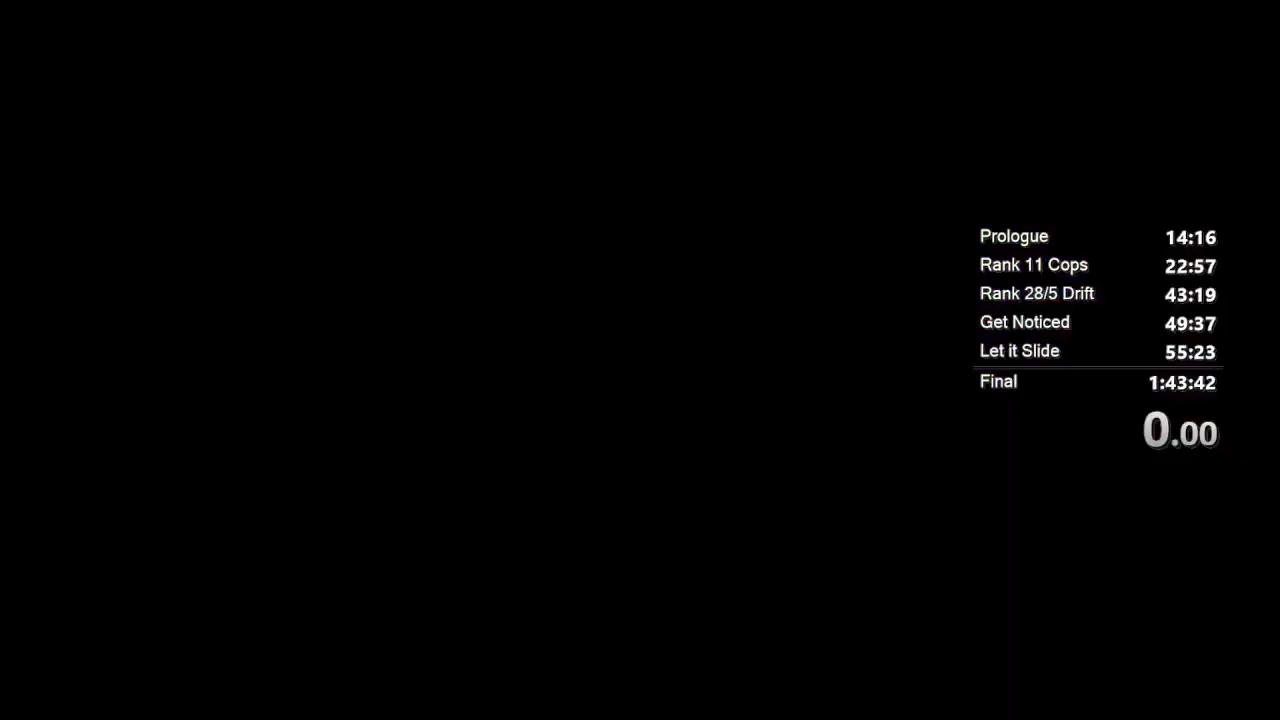 Prologue 14:16
Rank 11 Cops 22:57
Rank 28/5 Drift 43:19
Get Noticed 49:37
Let it Slide 55:23
Final 1:43:42
0.00